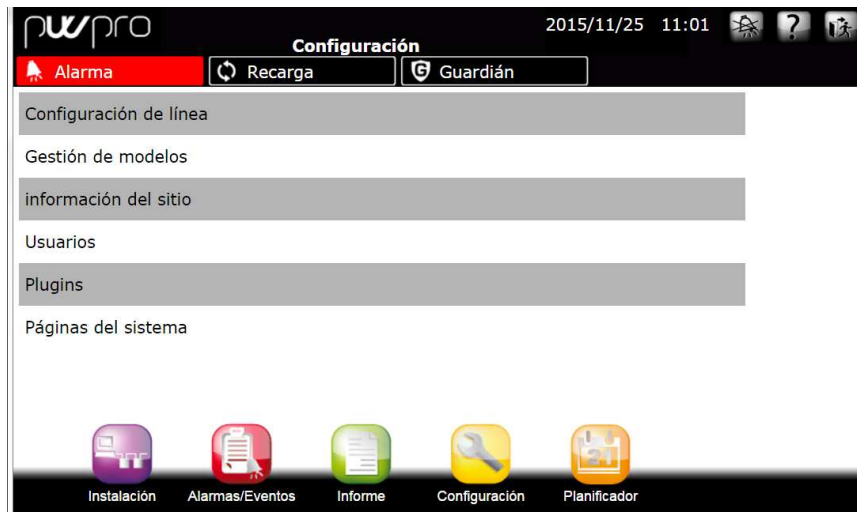 pwpro
2015/11/25 11:01
Configuración
Alarma
Recarga
G Guardián
Configuración de línea
Gestión de modelos
información del sitio
Usuarios
Plugins
Páginas del sistema
21
Instalación
Alarmas/Eventos
Informe
Configuración
Planificador